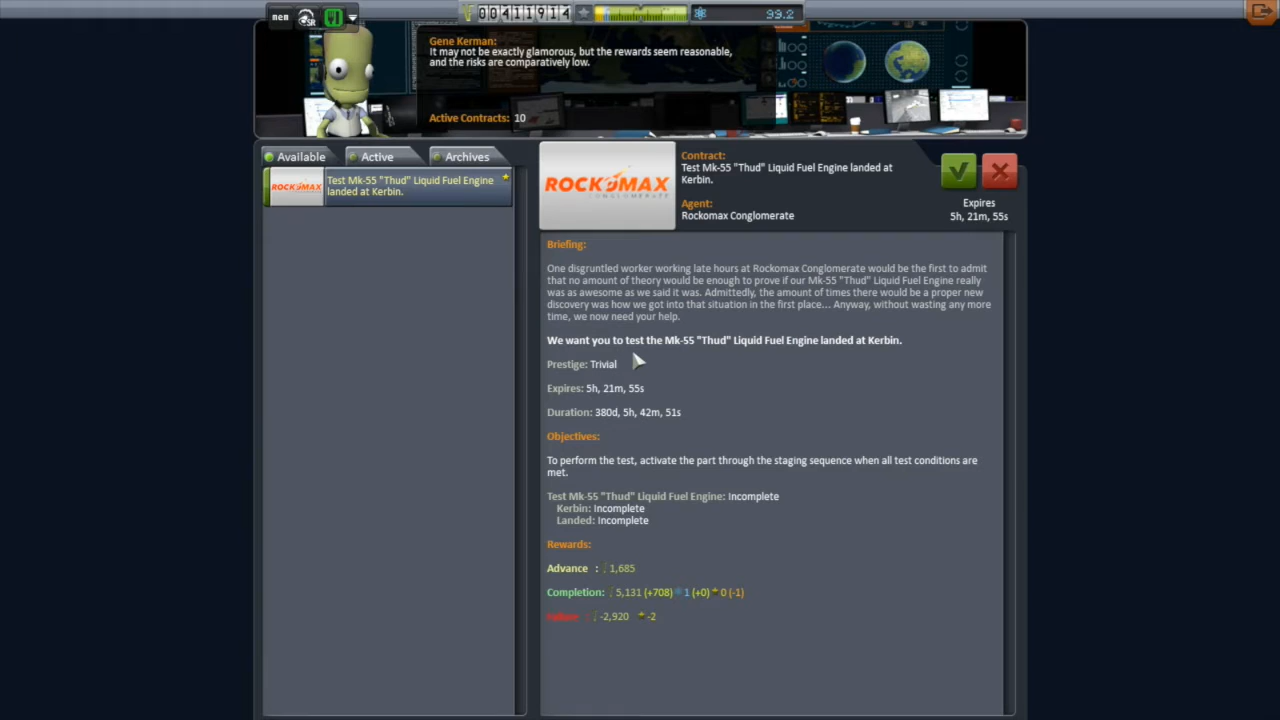 mem
SR
00411914
99.2
Gene Kerman:
It may not be exactly glamorous, but the rewards seem reasonable,
and the risks are comparatively low.
Active Contracts: 10
Available
Active
Archives
ROCKOMAX
Test Mk-55 "Thud" Liquid Fuel Engine
landed at Kerbin.
ROCKOMAX
CONGLOMERATE
Contract:
Test Mk-55 "Thud" Liquid Fuel Engine landed at
Kerbin.
Agent:
Rockomax Conglomerate
Expires
5h, 21m, 55s
Briefing:
One disgruntled worker working late hours at Rockomax Conglomerate would be the first to admit
that no amount of theory would be enough to prove if our Mk-55 "Thud" Liquid Fuel Engine really
was as awesome as we said it was. Admittedly, the amount of times there would be a proper new
discovery was how we got into that situation in the first place... Anyway, without wasting any more
time, we now need your help.
We want you to test the Mk-55 "Thud" Liquid Fuel Engine landed at Kerbin.
Prestige: Trivial
Expires: 5h, 21m, 55s
Duration: 380d, 5h, 42m, 51s
Objectives:
To perform the test, activate the part through the staging sequence when all test conditions are
met.
Test Mk-55 "Thud" Liquid Fuel Engine: Incomplete
Kerbin: Incomplete
Landed: Incomplete
Rewards:
Advance : 1,685
Completion: 5,131 (+708) 1 (+0) 0 (-1)
Failure : -2,920 -2